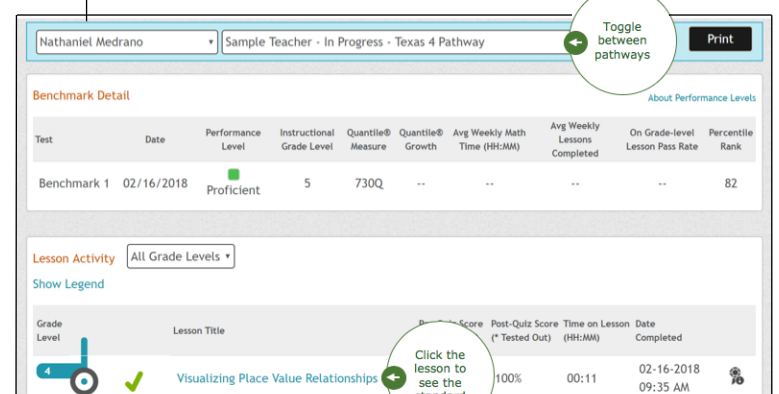 Nathaniel Medrano
Sample Teacher - In Progress - Texas 4 Pathway
Toggle
between
pathways
Print
Benchmark Detail
About Performance Levels
Test
Date
Performance
Level
Instructional
Grade Level
Quantile®
Measure
Quantile®
Growth
Avg Weekly Math
Time (HH:MM)
Avg Weekly
Lessons
Completed
On Grade-level
Lesson Pass Rate
Percentile
Rank
Benchmark 1 02/16/2018 Proficient 5 730Q -- -- -- -- 82
Lesson Activity All Grade Levels
Show Legend
Grade
Level
Lesson Title
Score
Post-Quiz Score
(* Tested Out)
Time on Lesson
(HH:MM)
Date
Completed
4
Visualizing Place Value Relationships
Click the
lesson to
see the
100%
00:11
02-16-2018
09:35 AM